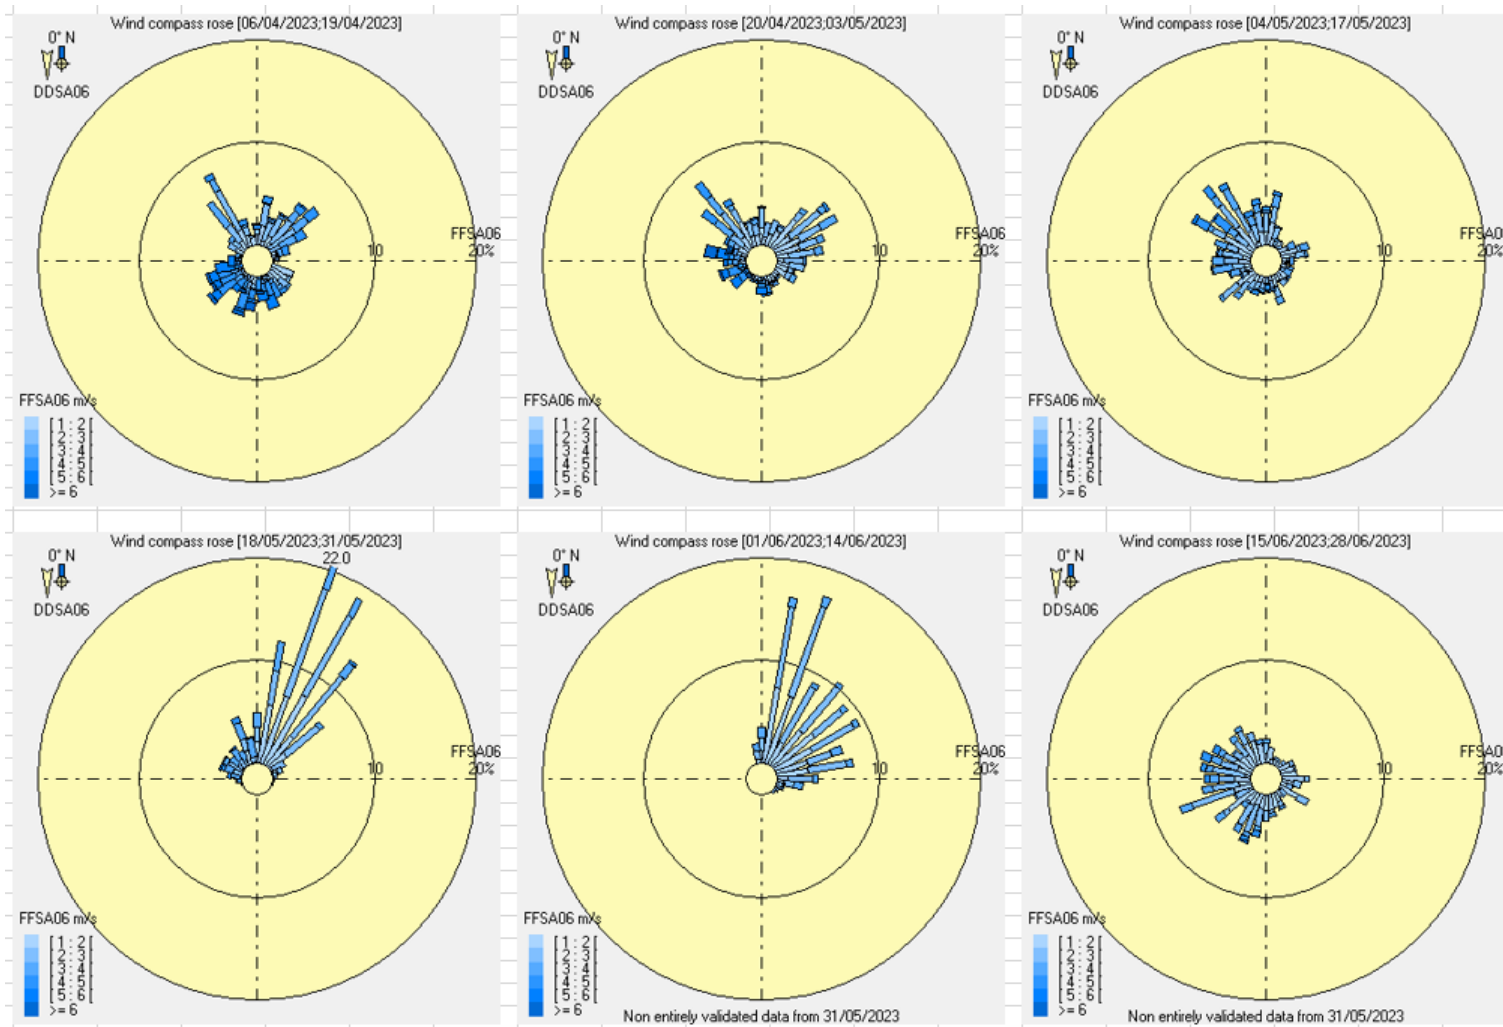 Wind compass rose [06/04/2023;19/04/2023]
0° N
DDSA06
FFSA06
10
20%
FFSA06 m/s
[ 1 : 2 [
[ 2 : 3 [
[ 3 : 4 [
[ 4 : 5 [
[ 5 : 6 [
>= 6
Wind compass rose [20/04/2023;03/05/2023]
0° N
DDSA06
FFSA06
10
20%
FFSA06 m/s
[ 1 : 2 [
[ 2 : 3 [
[ 3 : 4 [
[ 4 : 5 [
[ 5 : 6 [
>= 6
Wind compass rose [04/05/2023;17/05/2023]
0° N
DDSA06
FFSA0
10
20%
FFSA06 m/s
[ 1 : 2 [
[ 2 : 3 [
[ 3 : 4 [
[ 4 : 5 [
[ 5 : 6 [
>= 6
Wind compass rose [18/05/2023;31/05/2023]
0° N
22.0
DDSA06
FFSA06
10
20%
FFSA06 m/s
[ 1 : 2 [
[ 2 : 3 [
[ 3 : 4 [
[ 4 : 5 [
[ 5 : 6 [
>= 6
Wind compass rose [01/06/2023;14/06/2023]
0° N
DDSA06
FFSA06
10
20%
FFSA06 m/s
[ 1 : 2 [
[ 2 : 3 [
[ 3 : 4 [
[ 4 : 5 [
[ 5 : 6 [
>= 6
Non entirely validated data from 31/05/2023
Wind compass rose [15/06/2023;28/06/2023]
0° N
DDSA06
FFSA0
10
20%
FFSA06 m/s
[ 1 : 2 [
[ 2 : 3 [
[ 3 : 4 [
[ 4 : 5 [
[ 5 : 6 [
>= 6
Non entirely validated data from 31/05/2023